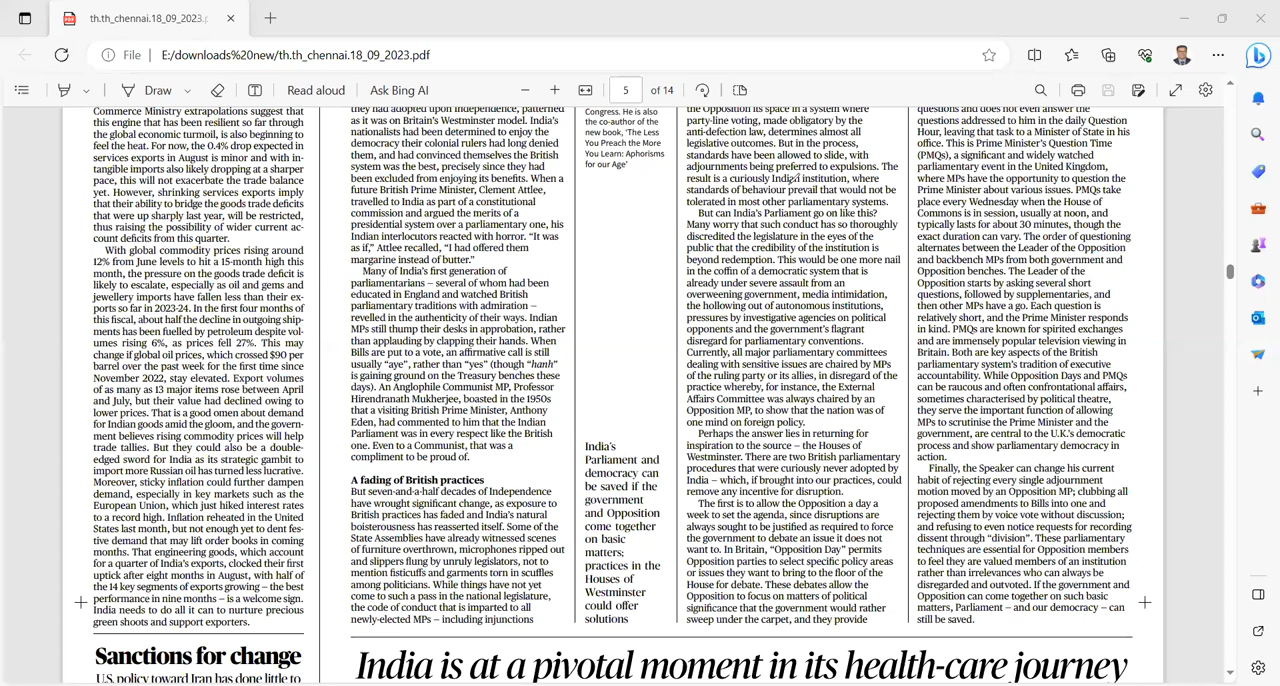 th.th_chennai.18_09_2023.p
File
E:/downloads%20new/th.th_chennai.18_09_2023.pdf
Draw
Read aloud
Ask Bing AI
5
of 14
Commerce Ministry extrapolations suggest that
this engine that has been resilient so far through
the global economic turmoil, is also beginning to
feel the heat. For now, the 0.4% drop expected in
services exports in August is minor and with in-
tangible imports also likely dropping at a sharper
pace, this will not exacerbate the trade balance
yet. However, shrinking services exports imply
that their ability to bridge the goods trade deficits
that were up sharply last year, will be restricted,
thus raising the possibility of wider current ac-
count deficits from this quarter.
With global commodity prices rising around
12% from June levels to hit a 15-month high this
month, the pressure on the goods trade deficit is
likely to escalate, especially as oil and gems and
jewellery imports have fallen less than their ex-
ports so far in 2023-24. In the first four months of
this fiscal, about half the decline in outgoing ship-
ments has been fuelled by petroleum despite vol-
umes rising 6%, as prices fell 27%. This may
change if global oil prices, which crossed $90 per
barrel over the past week for the first time since
November 2022, stay elevated. Export volumes
of as many as 13 major items rose between April
and July, but their value had declined owing to
lower prices. That is a good omen about demand
for Indian goods amid the gloom, and the govern-
ment believes rising commodity prices will help
trade tallies. But they could also be a double-
edged sword for India as its strategic gambit to
import more Russian oil has turned less lucrative.
Moreover, sticky inflation could further dampen
demand, especially in key markets such as the
European Union, which just hiked interest rates
to a record high. Inflation reheated in the United
States last month, but not enough yet to dent fes-
tive demand that may lift order books in coming
months. That engineering goods, which account
for a quarter of India's exports, clocked their first
uptick after eight months in August, with half of
the 14 key segments of exports growing – the best
performance in nine months – is a welcome sign.
India needs to do all it can to nurture precious
green shoots and support exporters.
Sanctions for change
U.S. policy toward Iran has done little to
they had adopted upon Independence, patterned
as it was on Britain's Westminster model. India's
nationalists had been determined to enjoy the
democracy their colonial rulers had long denied
them, and had convinced themselves the British
system was the best, precisely since they had
been excluded from enjoying its benefits. When a
future British Prime Minister, Clement Attlee,
travelled to India as part of a constitutional
commission and argued the merits of a
presidential system over a parliamentary one, his
Indian interlocutors reacted with horror. “It was
as if,” Attlee recalled, “I had offered them
margarine instead of butter.”
Many of India's first generation of
parliamentarians – several of whom had been
educated in England and watched British
parliamentary traditions with admiration –
revelled in the authenticity of their ways. Indian
MPs still thump their desks in approbation, rather
than applauding by clapping their hands. When
Bills are put to a vote, an affirmative call is still
usually “aye”, rather than “yes” (though “hanh”
is gaining ground on the Treasury benches these
days). An Anglophile Communist MP, Professor
Hirendranath Mukherjee, boasted in the 1950s
that a visiting British Prime Minister, Anthony
Eden, had commented to him that the Indian
Parliament was in every respect like the British
one. Even to a Communist, that was a
compliment to be proud of.
A fading of British practices
But seven-and-a-half decades of Independence
have wrought significant change, as exposure to
British practices has faded and India's natural
boisterousness has reasserted itself. Some of the
State Assemblies have already witnessed scenes
of furniture overthrown, microphones ripped out
and slippers flung by unruly legislators, not to
mention fisticuffs and garments torn in scuffles
among politicians. While things have not yet
come to such a pass in the national legislature,
the code of conduct that is imparted to all
newly-elected MPs – including injunctions
Congress. He is also
the co-author of the
new book, 'The Less
You Preach the More
You Learn: Aphorisms
for our Age'
India's
Parliament and
democracy can
be saved if the
government
and Opposition
come together
on basic
matters;
practices in the
Houses of
Westminster
could offer
solutions
the Opposition its space in a system where
party-line voting, made obligatory by the
anti-defection law, determines almost all
legislative outcomes. But in the process,
standards have been allowed to slide, with
adjournments being preferred to expulsions. The
result is a curiously Indian institution, where
standards of behaviour prevail that would not be
tolerated in most other parliamentary systems.
But can India's Parliament go on like this?
Many worry that such conduct has so thoroughly
discredited the legislature in the eyes of the
public that the credibility of the institution is
beyond redemption. This would be one more nail
in the coffin of a democratic system that is
already under severe assault from an
overweening government, media intimidation,
the hollowing out of autonomous institutions,
pressures by investigative agencies on political
opponents and the government's flagrant
disregard for parliamentary conventions.
Currently, all major parliamentary committees
dealing with sensitive issues are chaired by MPs
of the ruling party or its allies, in disregard of the
practice whereby, for instance, the External
Affairs Committee was always chaired by an
Opposition MP, to show that the nation was of
one mind on foreign policy.
Perhaps the answer lies in returning for
inspiration to the source – the Houses of
Westminster. There are two British parliamentary
procedures that were curiously never adopted by
India – which, if brought into our practices, could
remove any incentive for disruption.
The first is to allow the Opposition a day a
week to set the agenda, since disruptions are
always sought to be justified as required to force
the government to debate an issue it does not
want to. In Britain, “Opposition Day” permits
Opposition parties to select specific policy areas
or issues they want to bring to the floor of the
House for debate. These debates allow the
Opposition to focus on matters of political
significance that the government would rather
sweep under the carpet, and they provide
questions and does not even answer the
questions addressed to him in the daily Question
Hour, leaving that task to a Minister of State in his
office. This is Prime Minister's Question Time
(PMQs), a significant and widely watched
parliamentary event in the United Kingdom,
where MPs have the opportunity to question the
Prime Minister about various issues. PMQs take
place every Wednesday when the House of
Commons is in session, usually at noon, and
typically lasts for about 30 minutes, though the
exact duration can vary. The order of questioning
alternates between the Leader of the Opposition
and backbench MPs from both government and
Opposition benches. The Leader of the
Opposition starts by asking several short
questions, followed by supplementaries, and
then other MPs have a go. Each question is
relatively short, and the Prime Minister responds
in kind. PMQs are known for spirited exchanges
and are immensely popular television viewing in
Britain. Both are key aspects of the British
parliamentary system's tradition of executive
accountability. While Opposition Days and PMQs
can be raucous and often confrontational affairs,
sometimes characterised by political theatre,
they serve the important function of allowing
MPs to scrutinise the Prime Minister and the
government, are central to the U.K.'s democratic
process and show parliamentary democracy in
action.
Finally, the Speaker can change his current
habit of rejecting every single adjournment
motion moved by an Opposition MP; clubbing all
proposed amendments to Bills into one and
rejecting them by voice vote without discussion;
and refusing to even notice requests for recording
dissent through “division”. These parliamentary
techniques are essential for Opposition members
to feel they are valued members of an institution
rather than irrelevances who can always be
disregarded and outvoted. If the government and
Opposition can come together on such basic
matters, Parliament – and our democracy – can
still be saved.
India is at a pivotal moment in its health-care journey